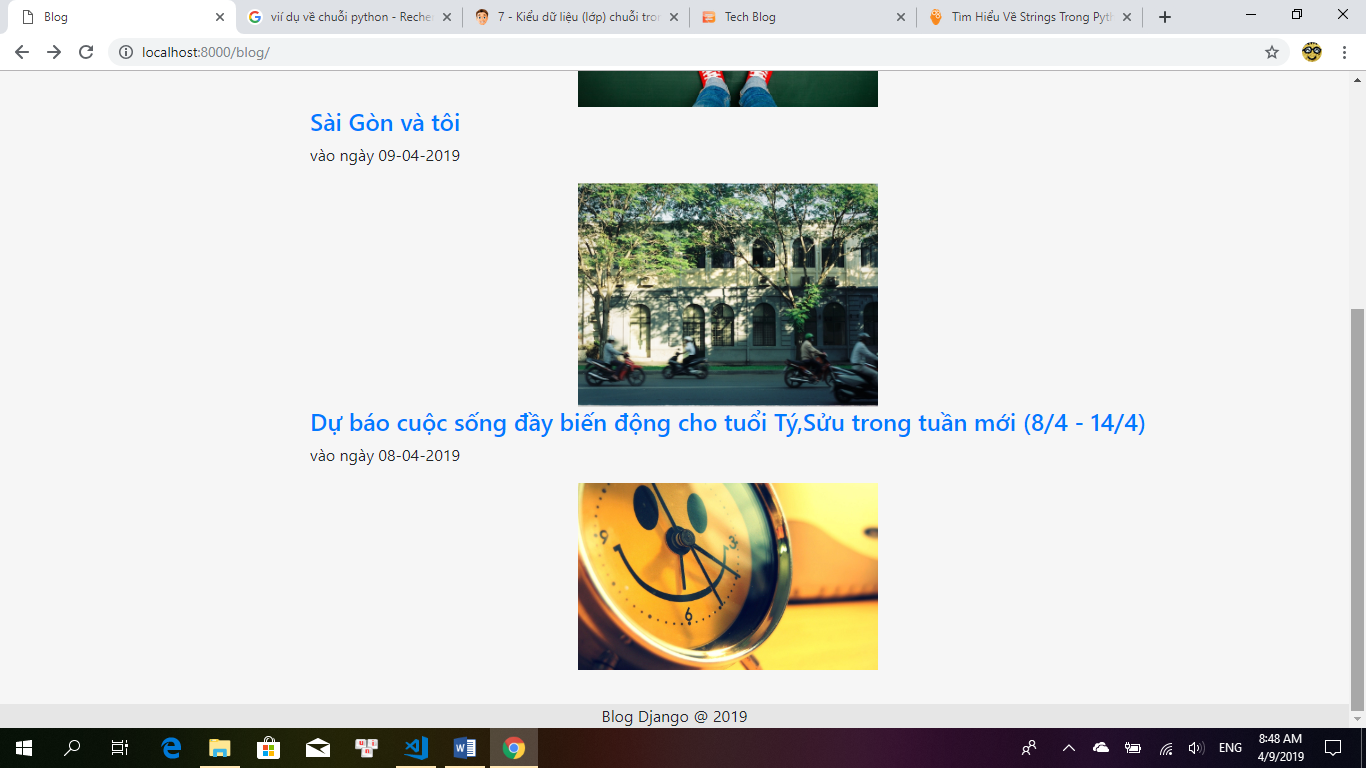 Blog
vií dụ về chuỗi python - Reche
7 - Kiểu dữ liệu (lớp) chuỗi tron
Tech Blog
Tìm Hiểu Về Strings Trong Pyth
localhost:8000/blog/
Sài Gòn và tôi
vào ngày 09-04-2019
Dự báo cuộc sống đầy biến động cho tuổi Tý,Sửu trong tuần mới (8/4 - 14/4)
vào ngày 08-04-2019
9
3
6
Blog Django @ 2019
ENG
8:48 AM
4/9/2019